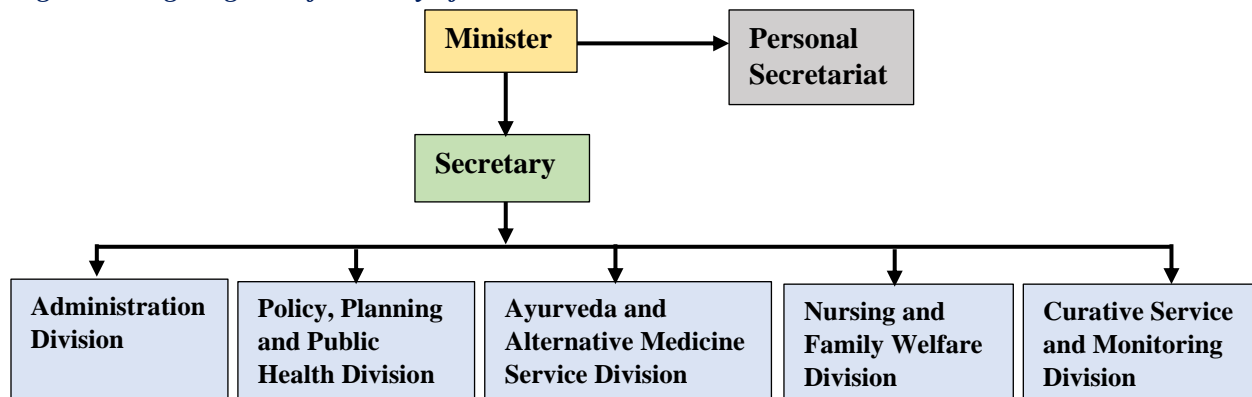 Minister
Personal
Secretariat
Secretary
Administration
Division
Policy, Planning
and Public
Health Division
Ayurveda and
Alternative Medicine
Service Division
Nursing and
Family Welfare
Division
Curative Service
and Monitoring
Division